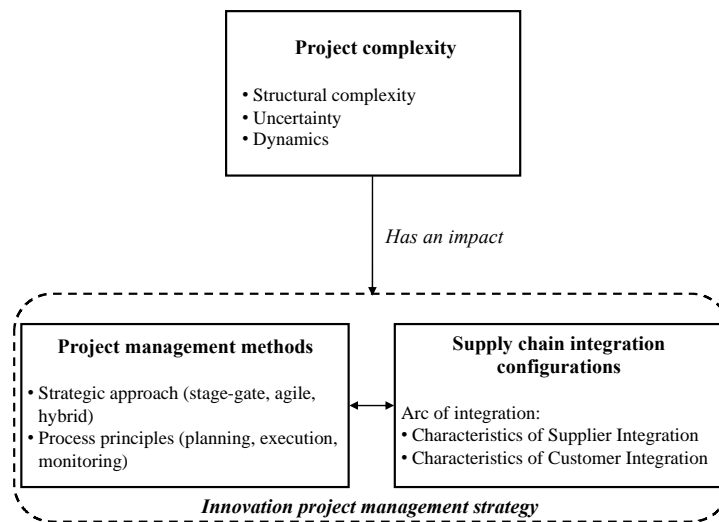 Project complexity
• Structural complexity
• Uncertainty
• Dynamics
Has an impact
Project management methods
• Strategic approach (stage-gate, agile,
hybrid)
• Process principles (planning, execution,
monitoring)
Supply chain integration
configurations
Arc of integration:
• Characteristics of Supplier Integration
• Characteristics of Customer Integration
Innovation project management strategy